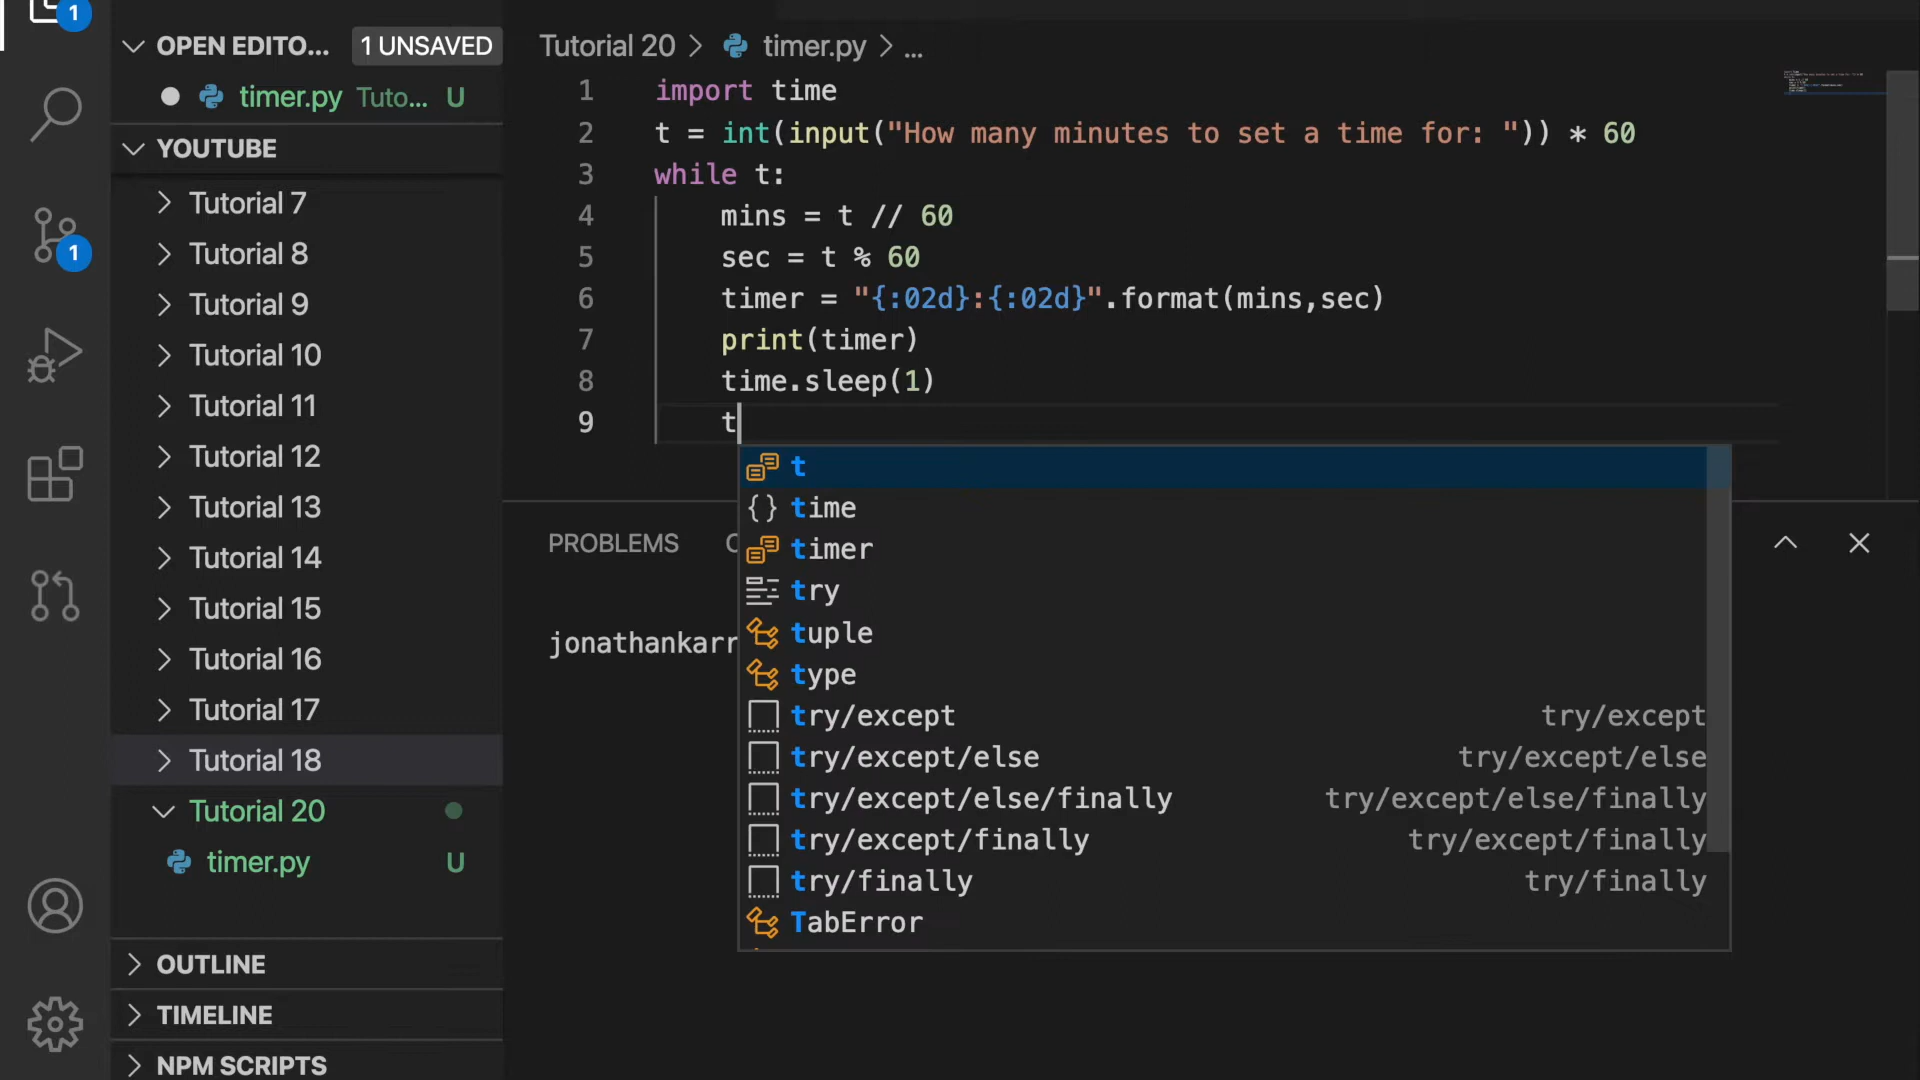 1
OPEN EDITO... 1 UNSAVED
timer.py Tuto... U
YOUTUBE
Tutorial 7
Tutorial 8
Tutorial 9
Tutorial 10
Tutorial 11
Tutorial 12
Tutorial 13
Tutorial 14
Tutorial 15
Tutorial 16
Tutorial 17
Tutorial 18
Tutorial 20
timer.py U
OUTLINE
TIMELINE
NPM SCRIPTS
1
Tutorial 20 > timer.py > ...
1 import time
2 t = int(input("How many minutes to set a time for: ")) * 60
3 while t:
4 mins = t // 60
5 sec = t % 60
6 timer = "{:02d}:{:02d}".format(mins,sec)
7 print(timer)
8 time.sleep(1)
9 t
t
{} time
timer
try
tuple
type
try/except try/except
try/except/else try/except/else
try/except/else/finally try/except/else/finally
try/except/finally try/except/finally
try/finally try/finally
TabError
PROBLEMS
jonathankarr